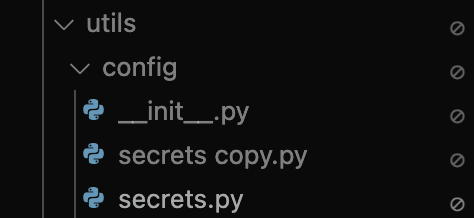 utils
config
__init__.py
secrets copy.py
secrets.py